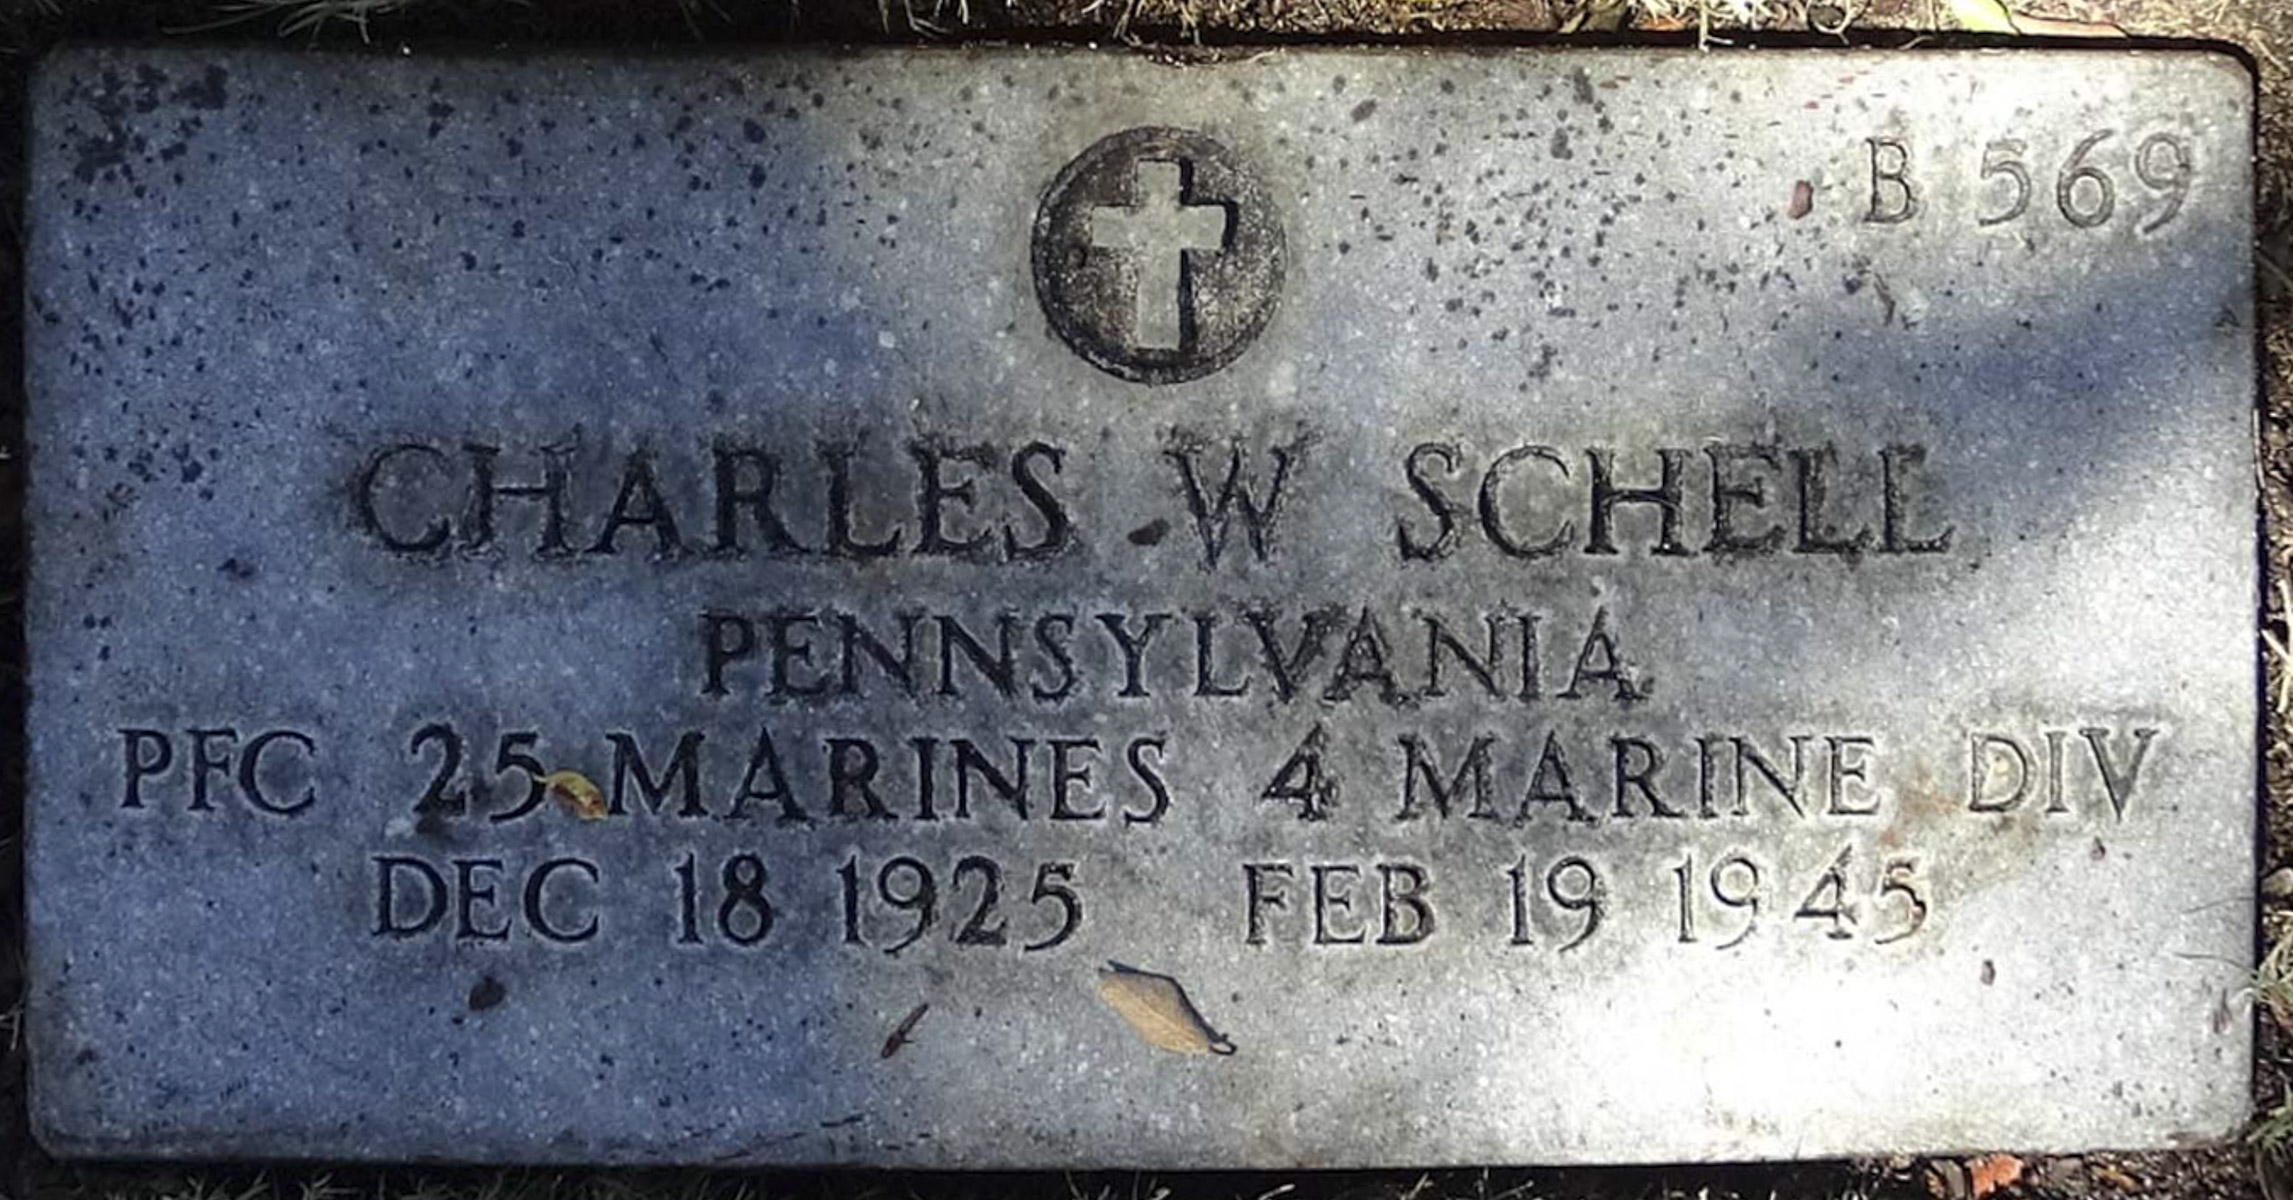 B 569
CHARLES W SCHELL
PENNSYLVANIA
PFC 25 MARINES 4 MARINE DIV
DEC 18 1925 FEB 19 1945